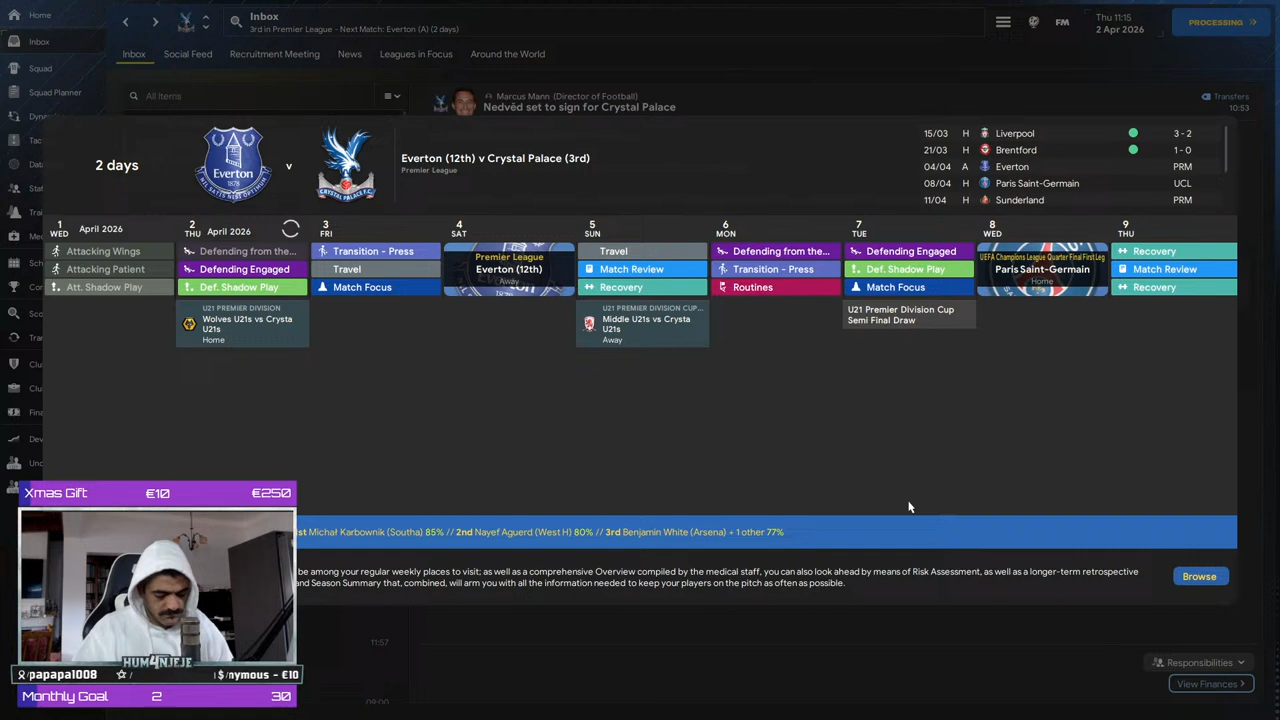 Home
Inbox
3rd in Premier League - Next Match: Everton (A) (2 days)
FM
Thu 11:15
2 Apr 2026
PROCESSING
Inbox
Squad
Squad Planner
Inbox
Social Feed
Recruitment Meeting
News
Leagues in Focus
Around the World
All Items
Marcus Mann (Director of Football)
Nedvěd set to sign for Crystal Palace
Transfers
10:53
2 days
Everton
1878
v
CRYSTAL PALACE F.C.
Everton (12th) v Crystal Palace (3rd)
Premier League
15/03 H Liverpool 3 - 2
21/03 H Brentford 1 - 0
04/04 A Everton PRM
08/04 H Paris Saint-Germain UCL
11/04 H Sunderland PRM
1 WED April 2026
2 THU April 2026
3 FRI
4 SAT
5 SUN
6 MON
7 TUE
8 WED
9 THU
Attacking Wings
Attacking Patient
Att. Shadow Play
Defending from the...
Defending Engaged
Def. Shadow Play
Transition - Press
Travel
Match Focus
Premier League
Everton (12th)
Away
Travel
Match Review
Recovery
Defending from the...
Transition - Press
Routines
Defending Engaged
Def. Shadow Play
Match Focus
UEFA Champions League Quarter Final First Leg
Paris Saint-Germain
Home
Recovery
Match Review
Recovery
U21 PREMIER DIVISION
Wolves U21s vs Crysta
U21s
Home
U21 PREMIER DIVISION CUP...
Middle U21s vs Crysta
U21s
Away
U21 Premier Division Cup
Semi Final Draw
Xmas Gift €10 €250
ist Michał Karbownik (Southa) 85% // 2nd Nayef Aguerd (West H) 80% // 3rd Benjamin White (Arsena) + 1 other 77%
be among your regular weekly places to visit; as well as a comprehensive Overview compiled by the medical staff, you can also look ahead by means of Risk Assessment, as well as a longer-term retrospective
and Season Summary that, combined, will arm you with all the information needed to keep your players on the pitch as often as possible.
Browse
11:57
HUM4NJEJE
papapal008
/
nymous - €10
Monthly Goal 2 30
Responsibilities
View Finances
09:00